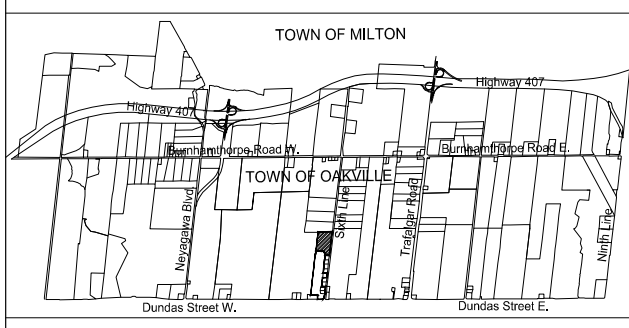 TOWN OF MILTON
Highway 407
Highway 407
Burnhamthorpe Road W.
Burnhamthorpe Road E.
TOWN OF OAKVILLE
Neyagawa Blvd.
Sixth Line
Trafalgar Road
Ninth Line
Dundas Street W.
Dundas Street E.